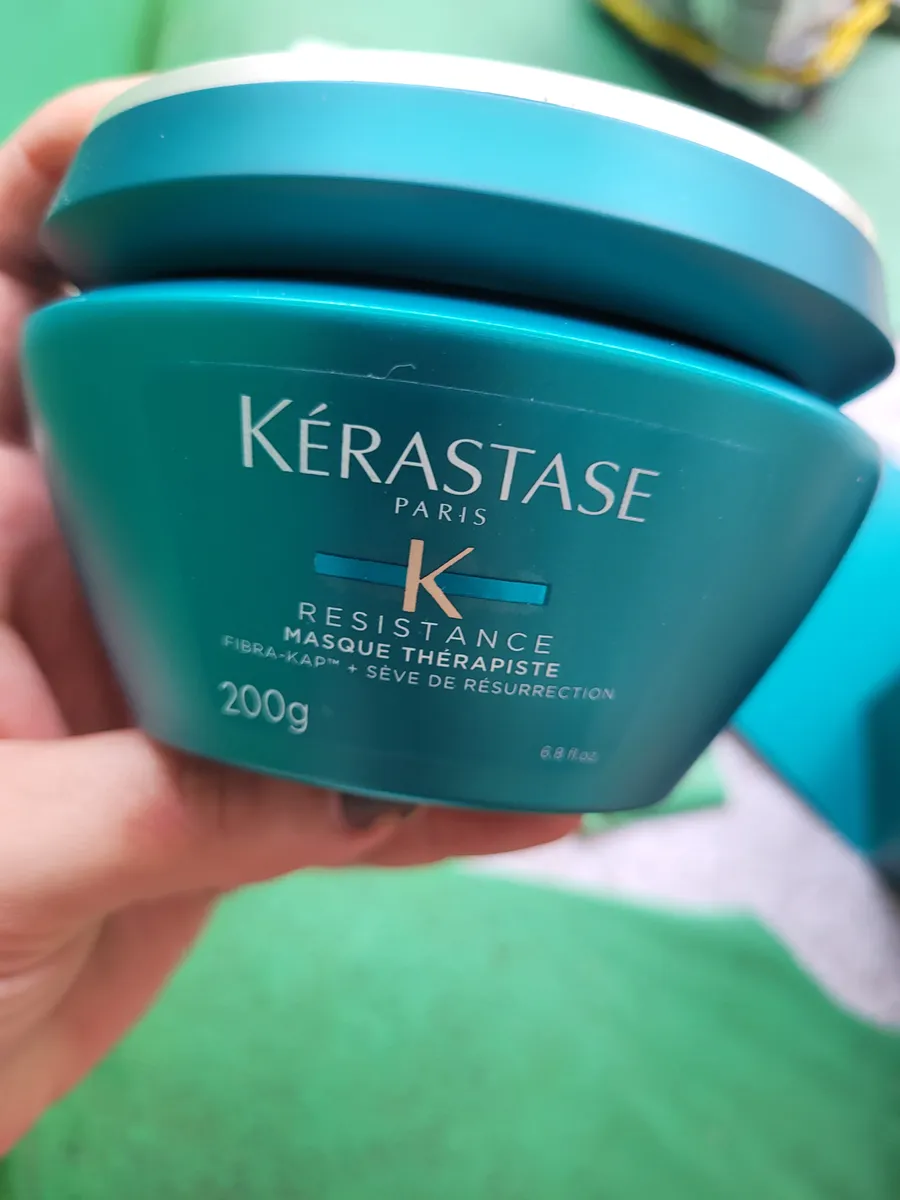 KÉRASTASE
PARIS
K
RESISTANCE
MASQUE THÉRAPISTE
FIBRA-KAP™ + SÈVE DE RÉSURRECTION
200g
6.8 fl.oz.